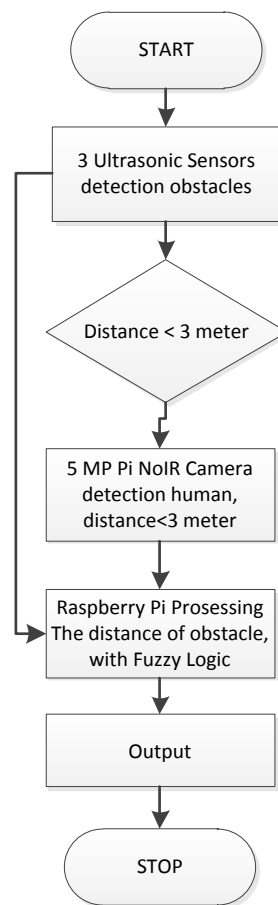 START
3 Ultrasonic Sensors
detection obstacles
Distance < 3 meter
5 MP Pi NoIR Camera
detection human,
distance<3 meter
Raspberry Pi Prosessing
The distance of obstacle,
with Fuzzy Logic
Output
STOP